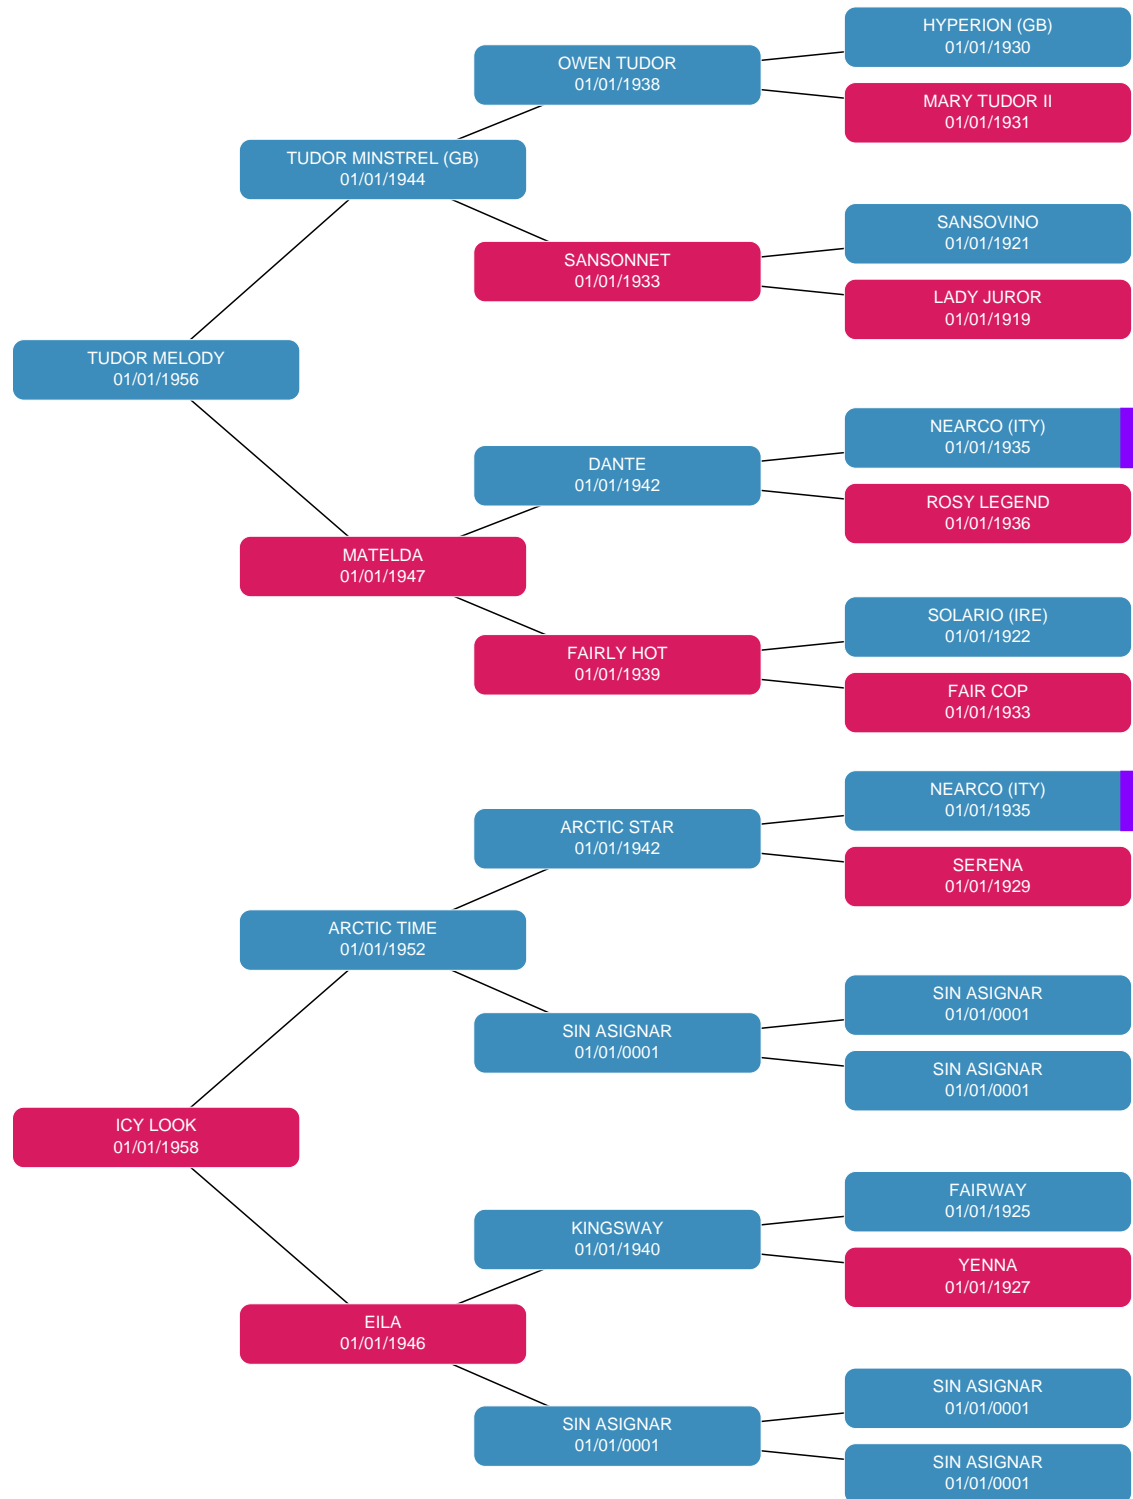 HYPERION (GB)
01/01/1930
OWEN TUDOR
01/01/1938
MARY TUDOR II
01/01/1931
TUDOR MINSTREL (GB)
01/01/1944
SANSOVINO
01/01/1921
SANSONNET
01/01/1933
LADY JUROR
01/01/1919
TUDOR MELODY
01/01/1956
NEARCO (ITY)
01/01/1935
DANTE
01/01/1942
ROSY LEGEND
01/01/1936
MATELDA
01/01/1947
SOLARIO (IRE)
01/01/1922
FAIRLY HOT
01/01/1939
FAIR COP
01/01/1933
NEARCO (ITY)
01/01/1935
ARCTIC STAR
01/01/1942
SERENA
01/01/1929
ARCTIC TIME
01/01/1952
SIN ASIGNAR
01/01/0001
SIN ASIGNAR
01/01/0001
SIN ASIGNAR
01/01/0001
ICY LOOK
01/01/1958
FAIRWAY
01/01/1925
KINGSWAY
01/01/1940
YENNA
01/01/1927
EILA
01/01/1946
SIN ASIGNAR
01/01/0001
SIN ASIGNAR
01/01/0001
SIN ASIGNAR
01/01/0001